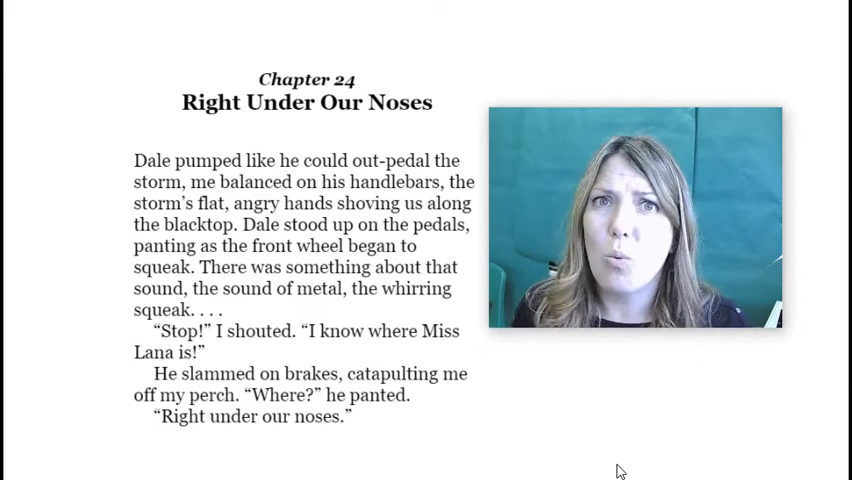 Chapter 24
Right Under Our Noses
Dale pumped like he could out-pedal the
storm, me balanced on his handlebars, the
storm’s flat, angry hands shoving us along
the blacktop. Dale stood up on the pedals,
panting as the front wheel began to
squeak. There was something about that
sound, the sound of metal, the whirring
squeak. . . .
“Stop!” I shouted. “I know where Miss
Lana is!”
He slammed on brakes, catapulting me
off my perch. “Where?” he panted.
“Right under our noses.”